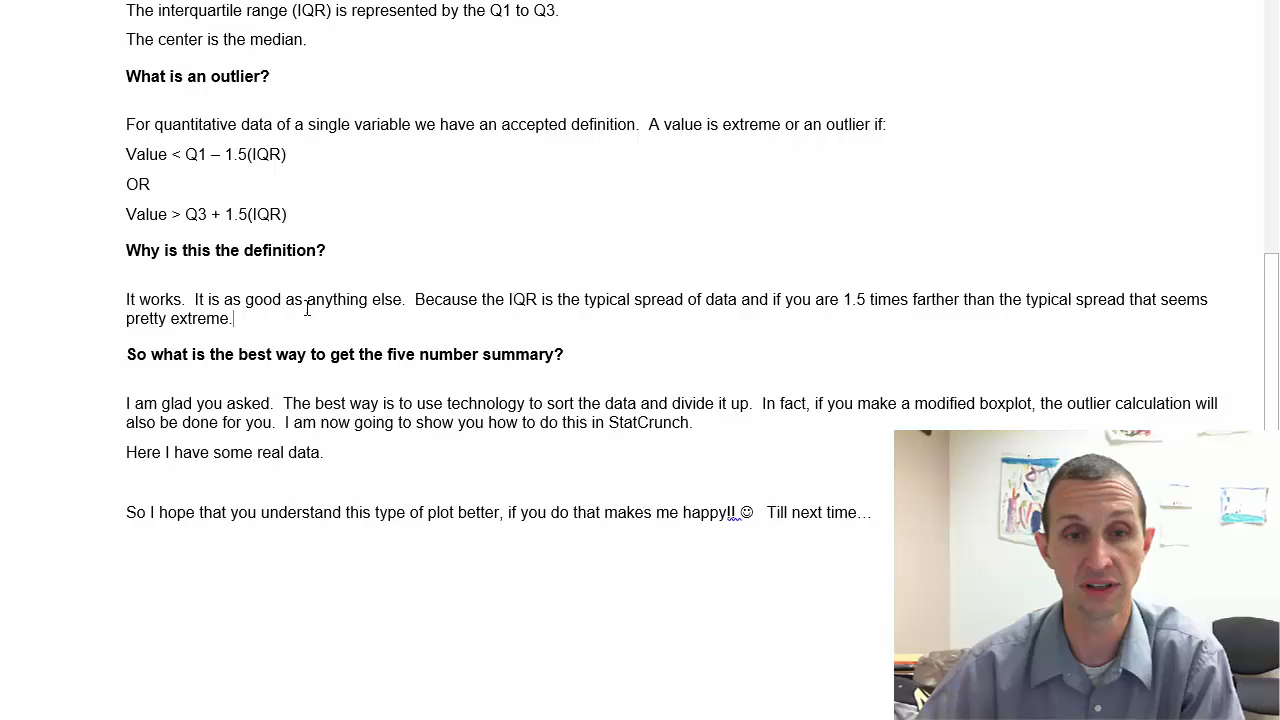 The interquartile range (IQR) is represented by the Q1 to Q3.
The center is the median.
What is an outlier?
For quantitative data of a single variable we have an accepted definition.  A value is extreme or an outlier if:
Value < Q1 – 1.5(IQR)
OR
Value > Q3 + 1.5(IQR)
Why is this the definition?
It works.  It is as good as anything else.  Because the IQR is the typical spread of data and if you are 1.5 times farther than the typical spread that seems
pretty extreme.
So what is the best way to get the five number summary?
I am glad you asked.  The best way is to use technology to sort the data and divide it up.  In fact, if you make a modified boxplot, the outlier calculation will
also be done for you.  I am now going to show you how to do this in StatCrunch.
Here I have some real data.
So I hope that you understand this type of plot better, if you do that makes me happy!! ☺  Till next time…